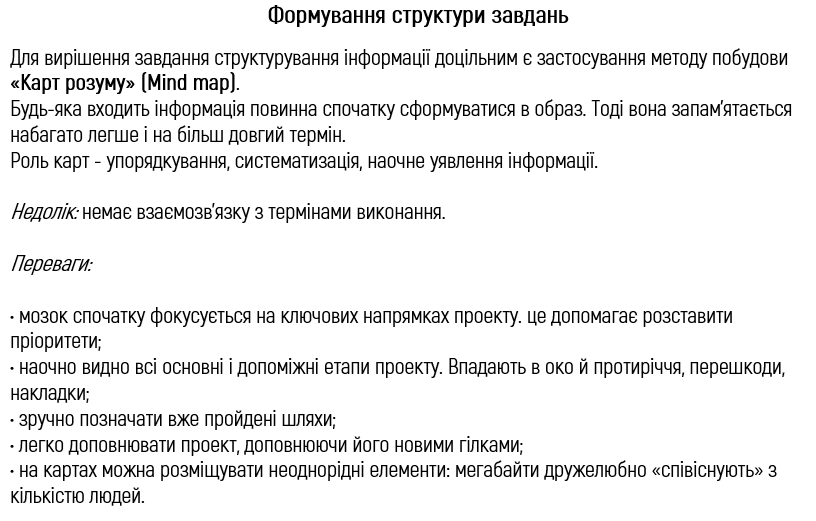 Формування структури завдань
Для вирішення завдання структурування інформації доцільним є застосування методу побудови
«Карт розуму» (Mind map).
Будь-яка входить інформація повинна спочатку сформуватися в образ. Тоді вона запам'ятається
набагато легше і на більш довгий термін.
Роль карт - упорядкування, систематизація, наочне уявлення інформації.
Недолік: немає взаємозв'язку з термінами виконання.
Переваги:
• мозок спочатку фокусується на ключових напрямках проекту. це допомагає розставити
пріоритети;
• наочно видно всі основні і допоміжні етапи проекту. Впадають в око й протиріччя, перешкоди,
накладки;
• зручно позначати вже пройдені шляхи;
• легко доповнювати проект, доповнюючи його новими гілками;
• на картах можна розміщувати неоднорідні елементи: мегабайти дружелюбно «співіснують» з
кількістю людей.